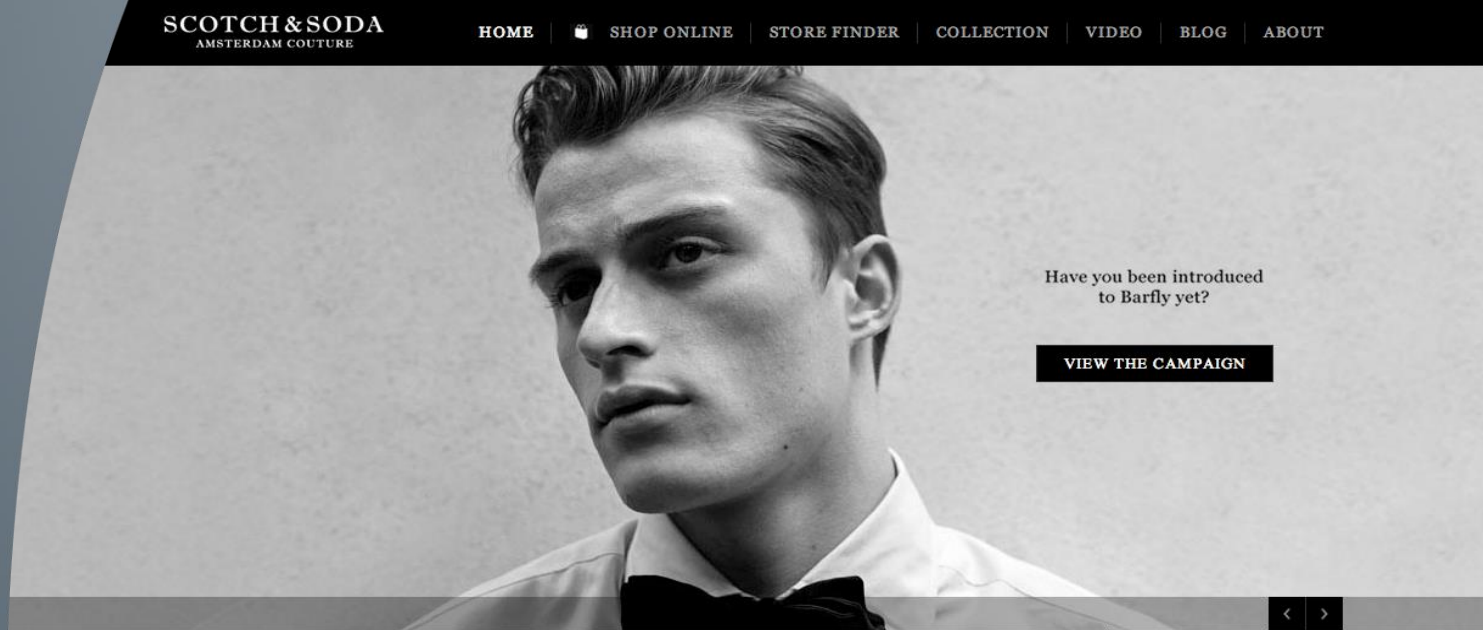 SCOTCH & SODA
AMSTERDAM COUTURE
HOME
SHOP ONLINE
STORE FINDER
COLLECTION
VIDEO
BLOG
ABOUT
Have you been introduced
to Barfly yet?
VIEW THE CAMPAIGN